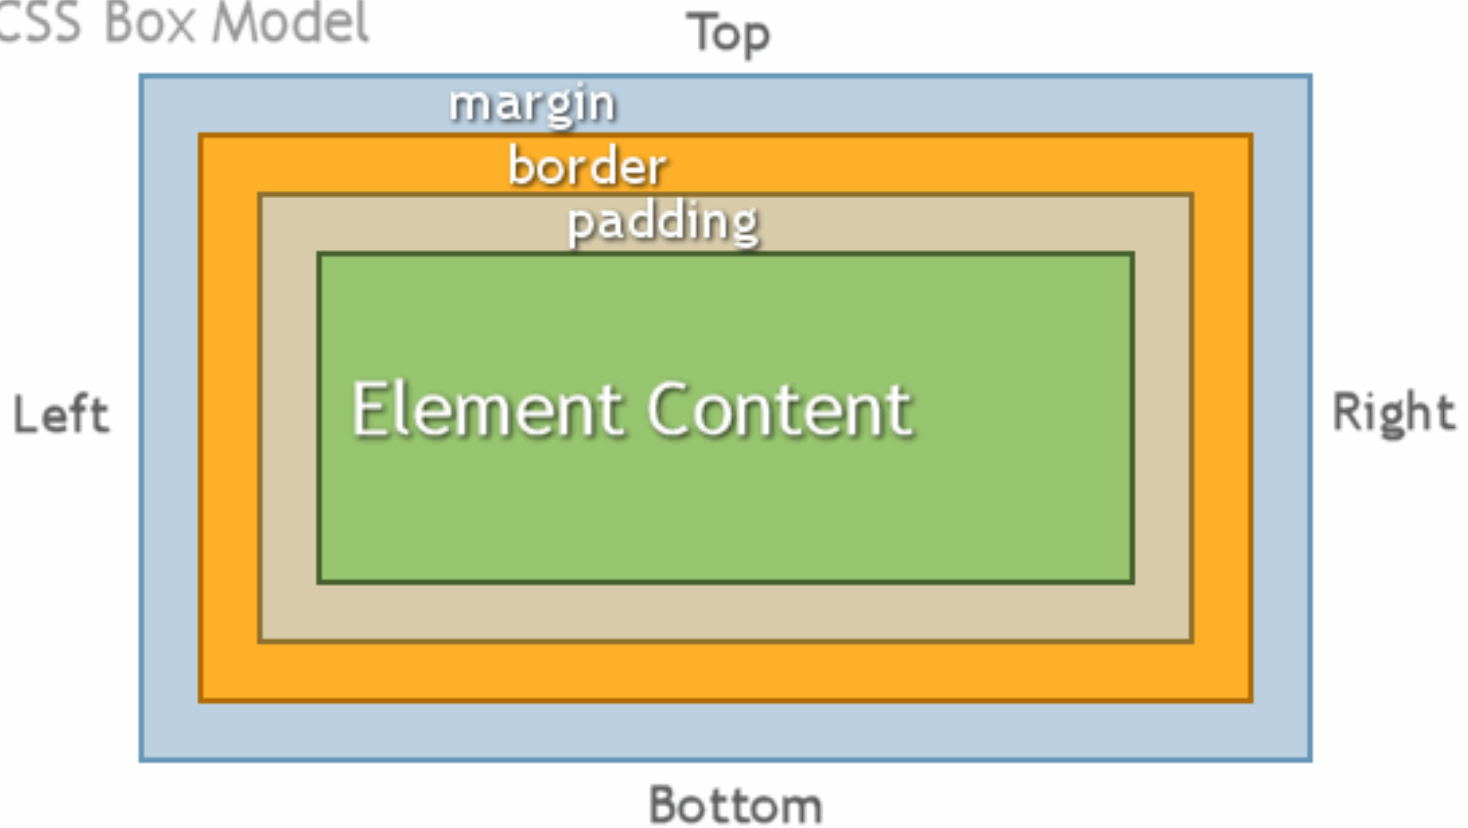 CSS Box Model
Top
margin
border
padding
Left
Element Content
Right
Bottom